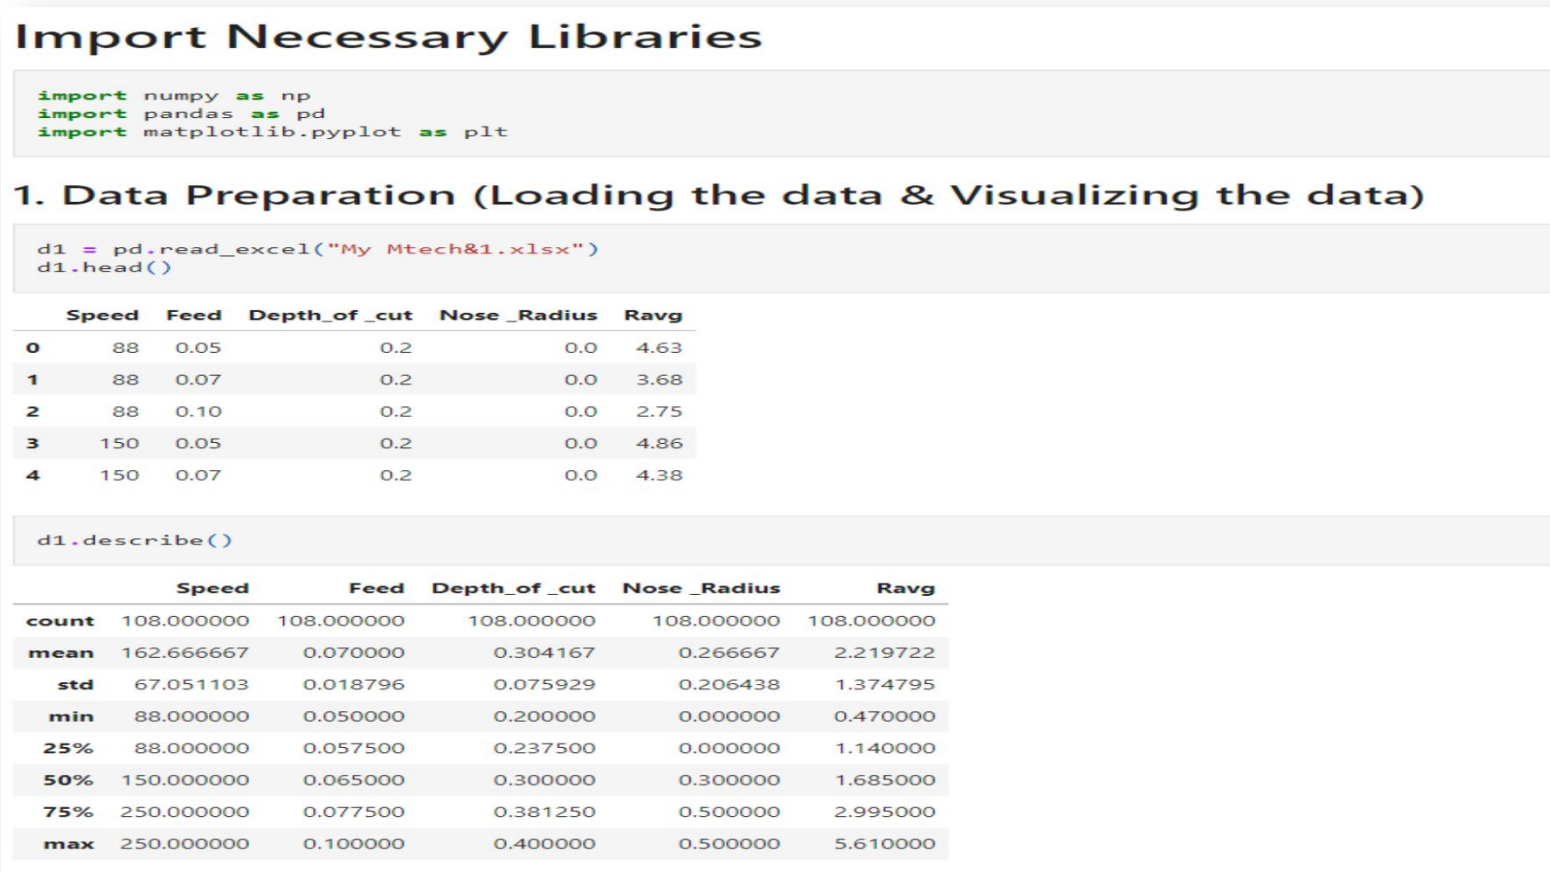 Import Necessary Libraries
import numpy as np
import pandas as pd
import matplotlib.pyplot as plt
1. Data Preparation (Loading the data & Visualizing the data)
d1 = pd.read_excel("My Mtech&1.xlsx")
d1.head()
Speed Feed Depth_of _cut Nose _Radius Ravg
0 88 0.05 0.2 0.0 4.63
1 88 0.07 0.2 0.0 3.68
2 88 0.10 0.2 0.0 2.75
3 150 0.05 0.2 0.0 4.86
4 150 0.07 0.2 0.0 4.38
d1.describe()
Speed Feed Depth_of _cut Nose _Radius Ravg
count 108.000000 108.000000 108.000000 108.000000 108.000000
mean 162.666667 0.070000 0.304167 0.266667 2.219722
std 67.051103 0.018796 0.075929 0.206438 1.374795
min 88.000000 0.050000 0.200000 0.000000 0.470000
25% 88.000000 0.057500 0.237500 0.000000 1.140000
50% 150.000000 0.065000 0.300000 0.300000 1.685000
75% 250.000000 0.077500 0.381250 0.500000 2.995000
max 250.000000 0.100000 0.400000 0.500000 5.610000